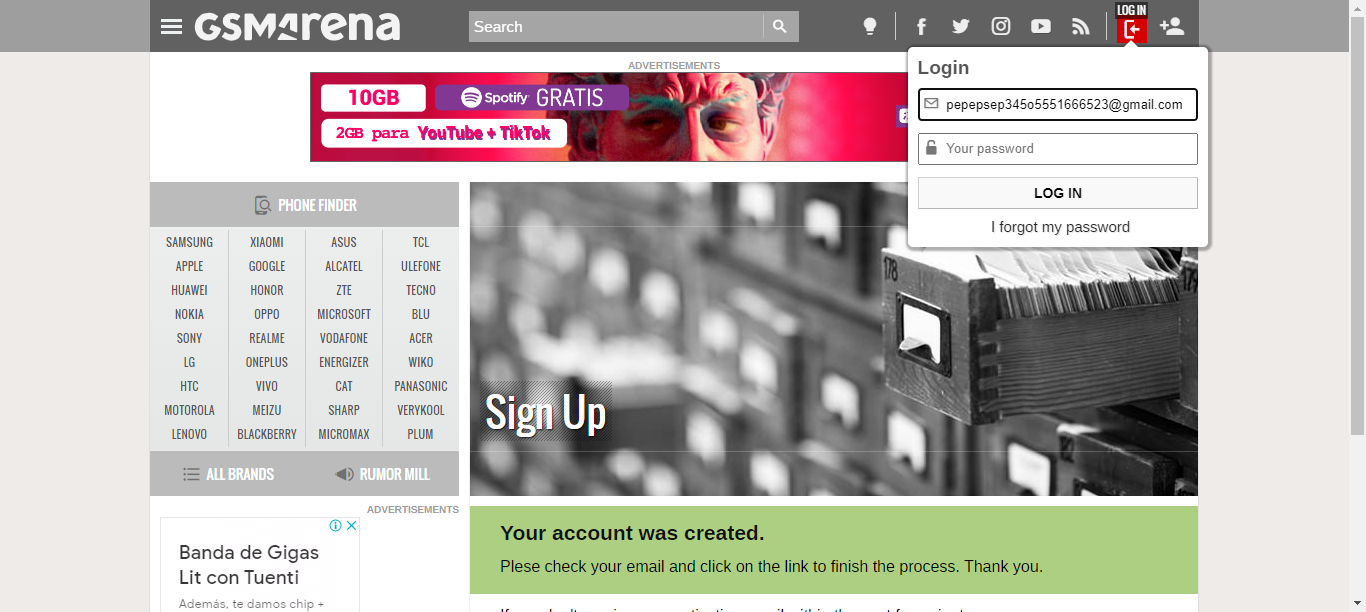 GSMArena
Search
LOG IN
ADVERTISEMENTS
10GB
Spotify GRATIS
2GB para YouTube + TikTok
Login
pepepsep345o5551666523@gmail.com
Your password
LOG IN
I forgot my password
PHONE FINDER
SAMSUNG XIAOMI ASUS TCL
APPLE GOOGLE ALCATEL ULEFONE
HUAWEI HONOR ZTE TECNO
NOKIA OPPO MICROSOFT BLU
SONY REALME VODAFONE ACER
LG ONEPLUS ENERGIZER WIKO
HTC VIVO CAT PANASONIC
MOTOROLA MEIZU SHARP VERYKOOL
LENOVO BLACKBERRY MICROMAX PLUM
ALL BRANDS RUMOR MILL
178
Sign Up
ADVERTISEMENTS
Banda de Gigas
Lit con Tuenti
Además, te damos chip +
Your account was created.
Plese check your email and click on the link to finish the process. Thank you.